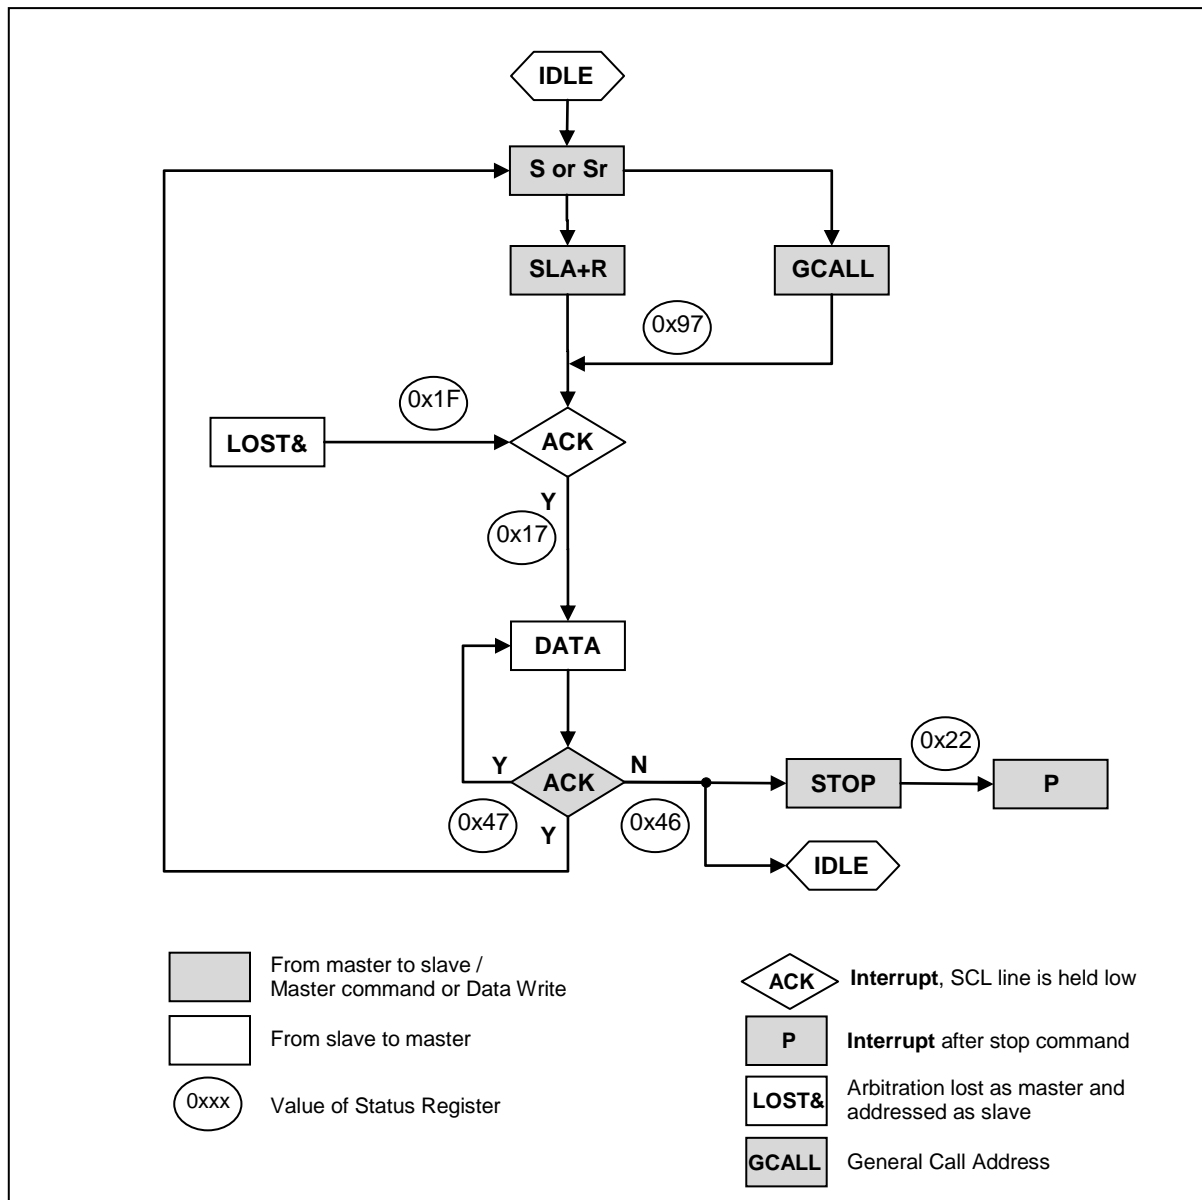 IDLE
S or Sr
SLA+R
GCALL
0x97
0x1F
LOST&
ACK
Y
0x17
DATA
0x22
Y
N
ACK
STOP
P
0x47
Y
0x46
IDLE
From master to slave /
Master command or Data Write
ACK
Interrupt, SCL line is held low
From slave to master
P
Interrupt after stop command
0xxx
Value of Status Register
LOST&
Arbitration lost as master and
addressed as slave
GCALL
General Call Address